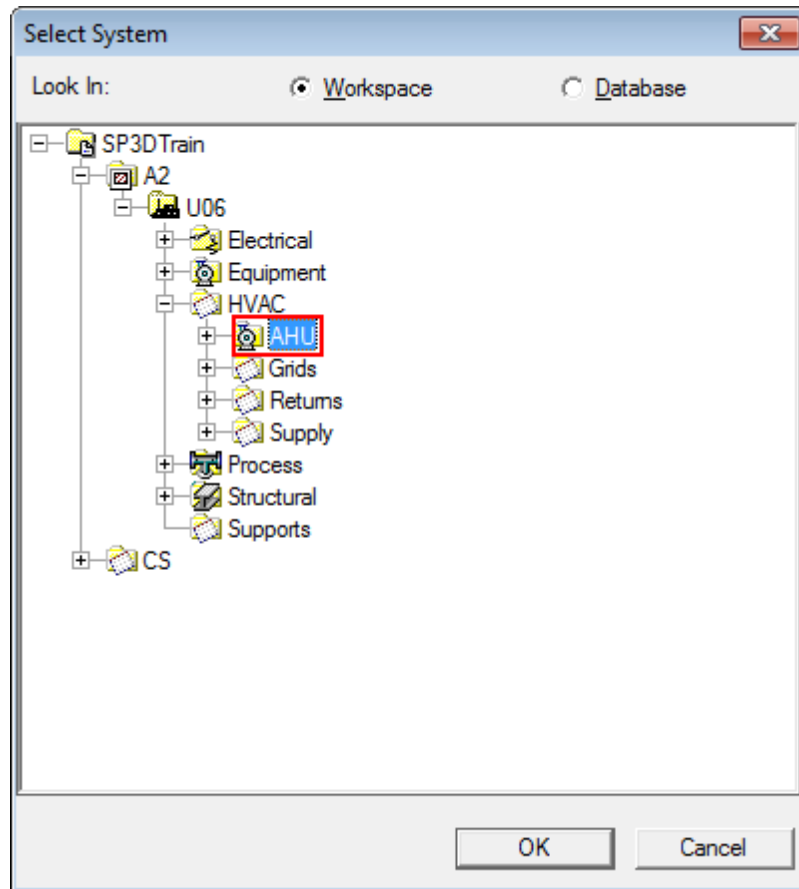 Select System
Look In: Workspace Database
SP3DTrain
A2
U06
Electrical
Equipment
HVAC
AHU
Grids
Returns
Supply
Process
Structural
Supports
CS
OK Cancel